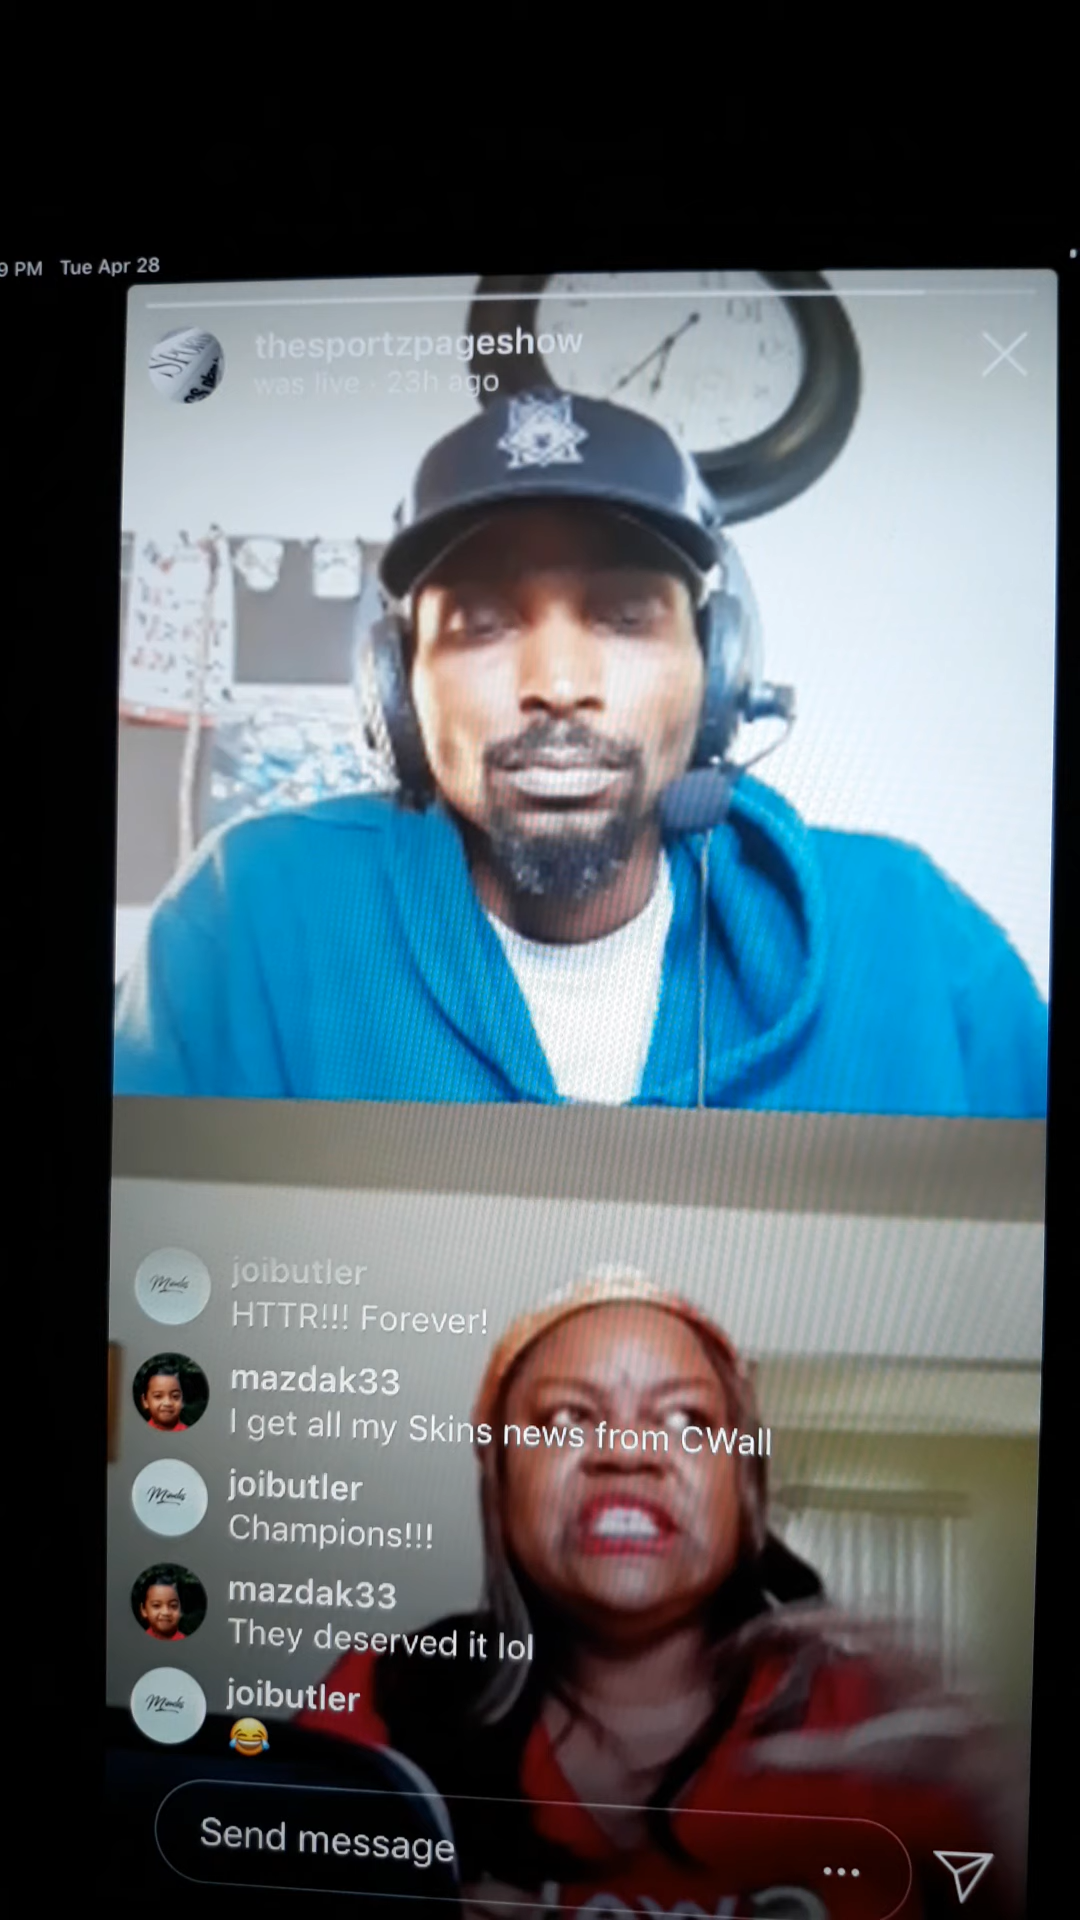 9 PM Tue Apr 28
thesportzpageshow
was live · 23h ago
joibutler
HTTR!!! Forever!
mazdak33
I get all my Skins news from CWall
joibutler
Champions!!!
mazdak33
They deserved it lol
joibutler
😂
Send message